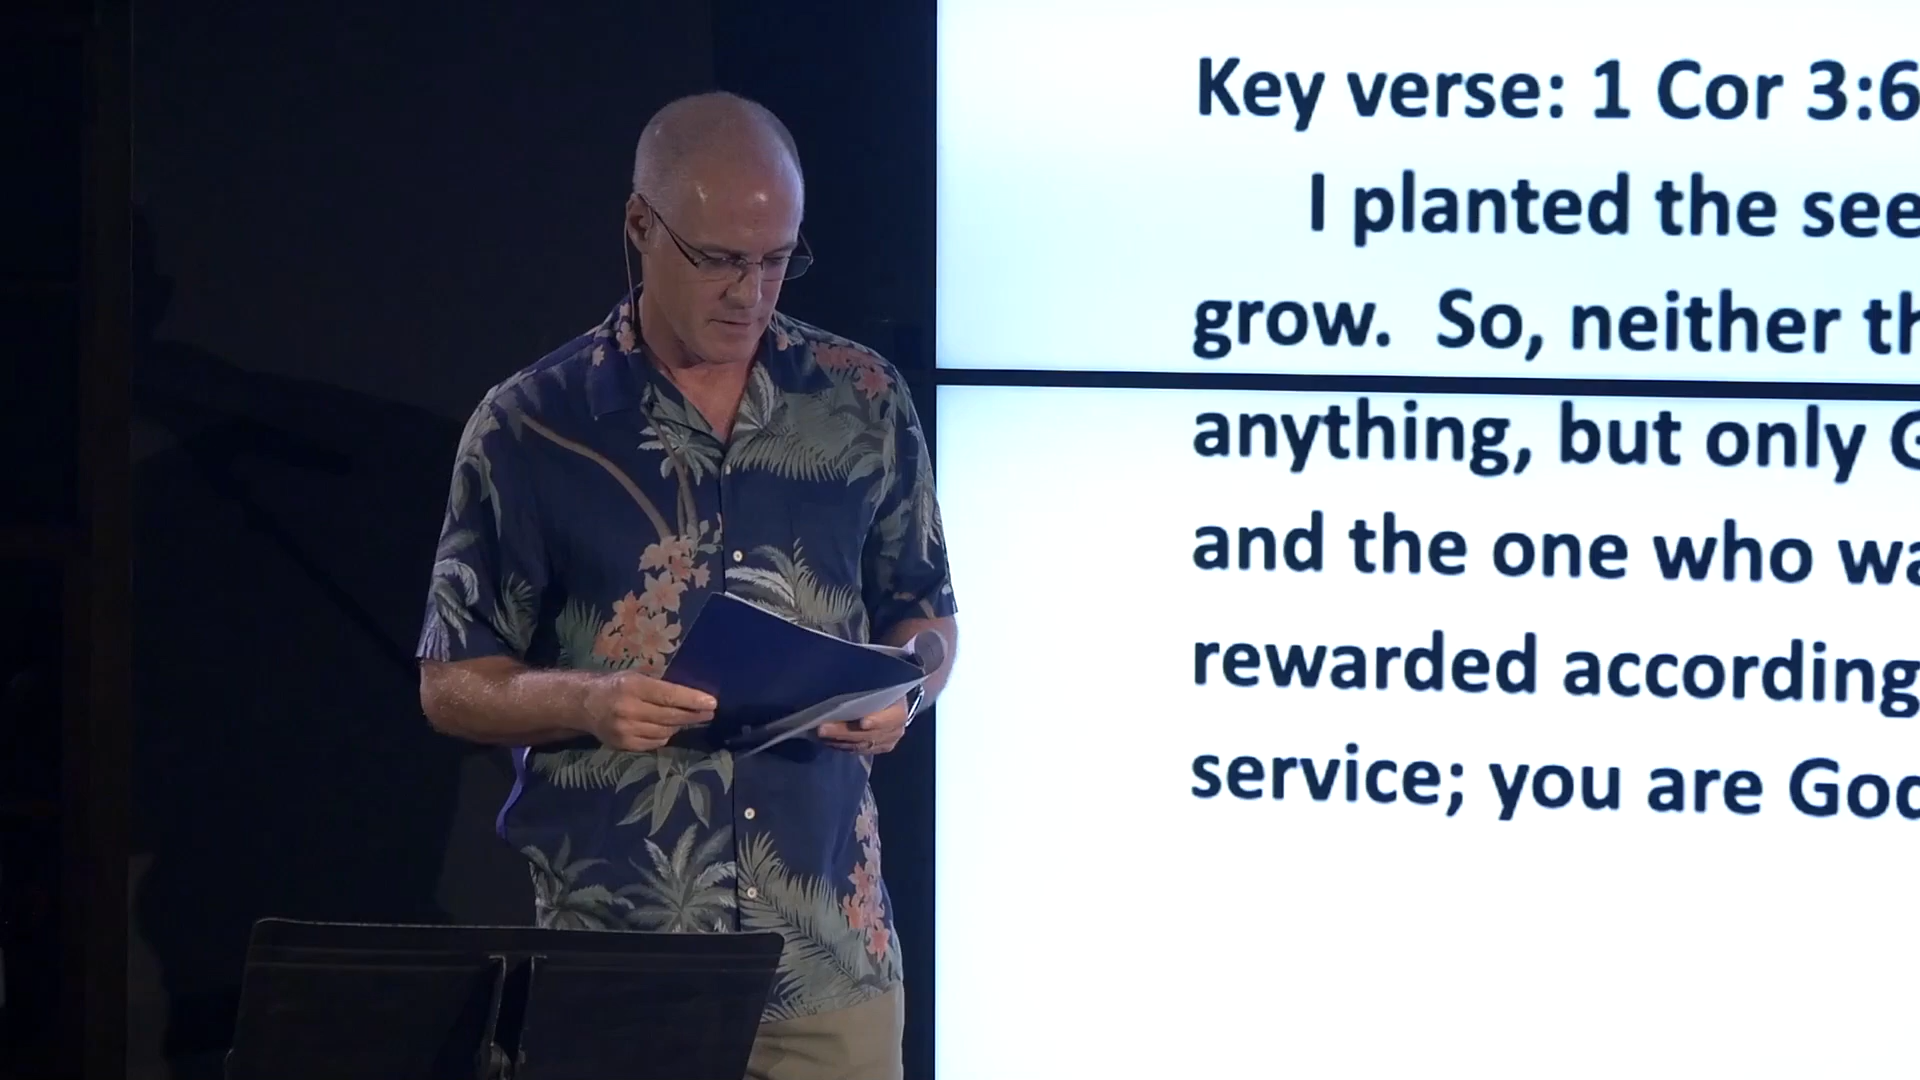 Key verse: 1 Cor 3:6
I planted the see
grow.  So, neither th
anything, but only G
and the one who wa
rewarded according
service; you are God